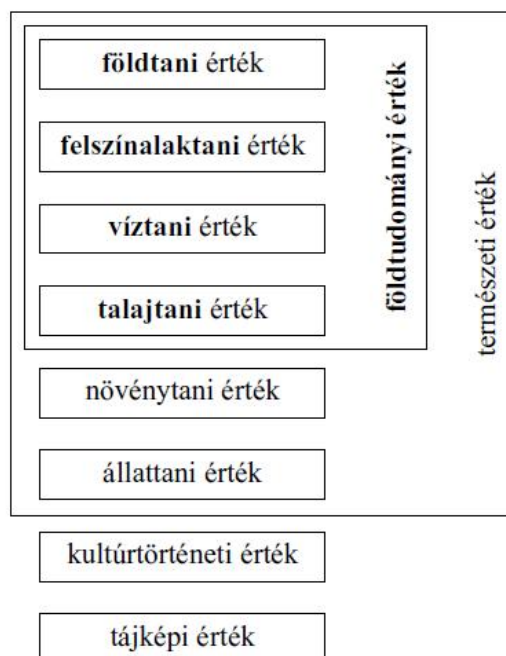 földtani érték
felszínalaktani érték
víztani érték
talajtani érték
földtudományi érték
növénytani érték
állattani érték
természeti érték
kultúrtörténeti érték
tájképi érték